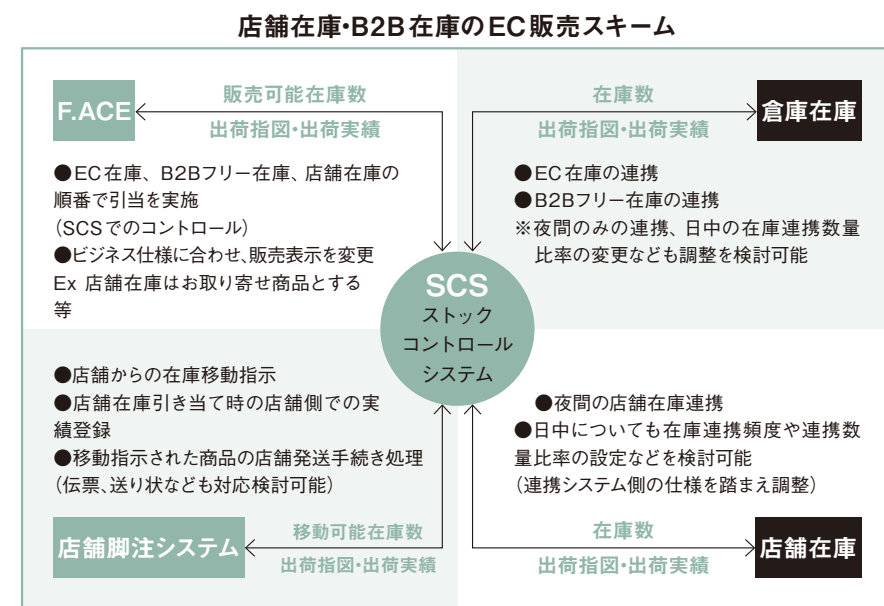 店舗在庫・B2B在庫のEC販売スキーム
F.ACE
販売可能在庫数
出荷指図・出荷実績
●EC在庫、B2Bフリー在庫、店舗在庫の
順番で引当を実施
(SCSでのコントロール)
●ビジネス仕様に合わせ、販売表示を変更
Ex 店舗在庫はお取り寄せ商品とする
等
在庫数
出荷指図・出荷実績
倉庫在庫
●EC在庫の連携
●B2Bフリー在庫の連携
※夜間のみの連携、日中の在庫連携数量
比率の変更なども調整を検討可能
SCS
ストック
コントロール
システム
●店舗からの在庫移動指示
●店舗在庫引き当て時の店舗側での実
績登録
●移動指示された商品の店舗発送手続き処理
(伝票、送り状なども対応検討可能)
店舗脚注システム
移動可能在庫数
出荷指図・出荷実績
●夜間の店舗在庫連携
●日中についても在庫連携頻度や連携数
量比率の設定などを検討可能
(連携システム側の仕様を踏まえ調整)
在庫数
出荷指図・出荷実績
店舗在庫